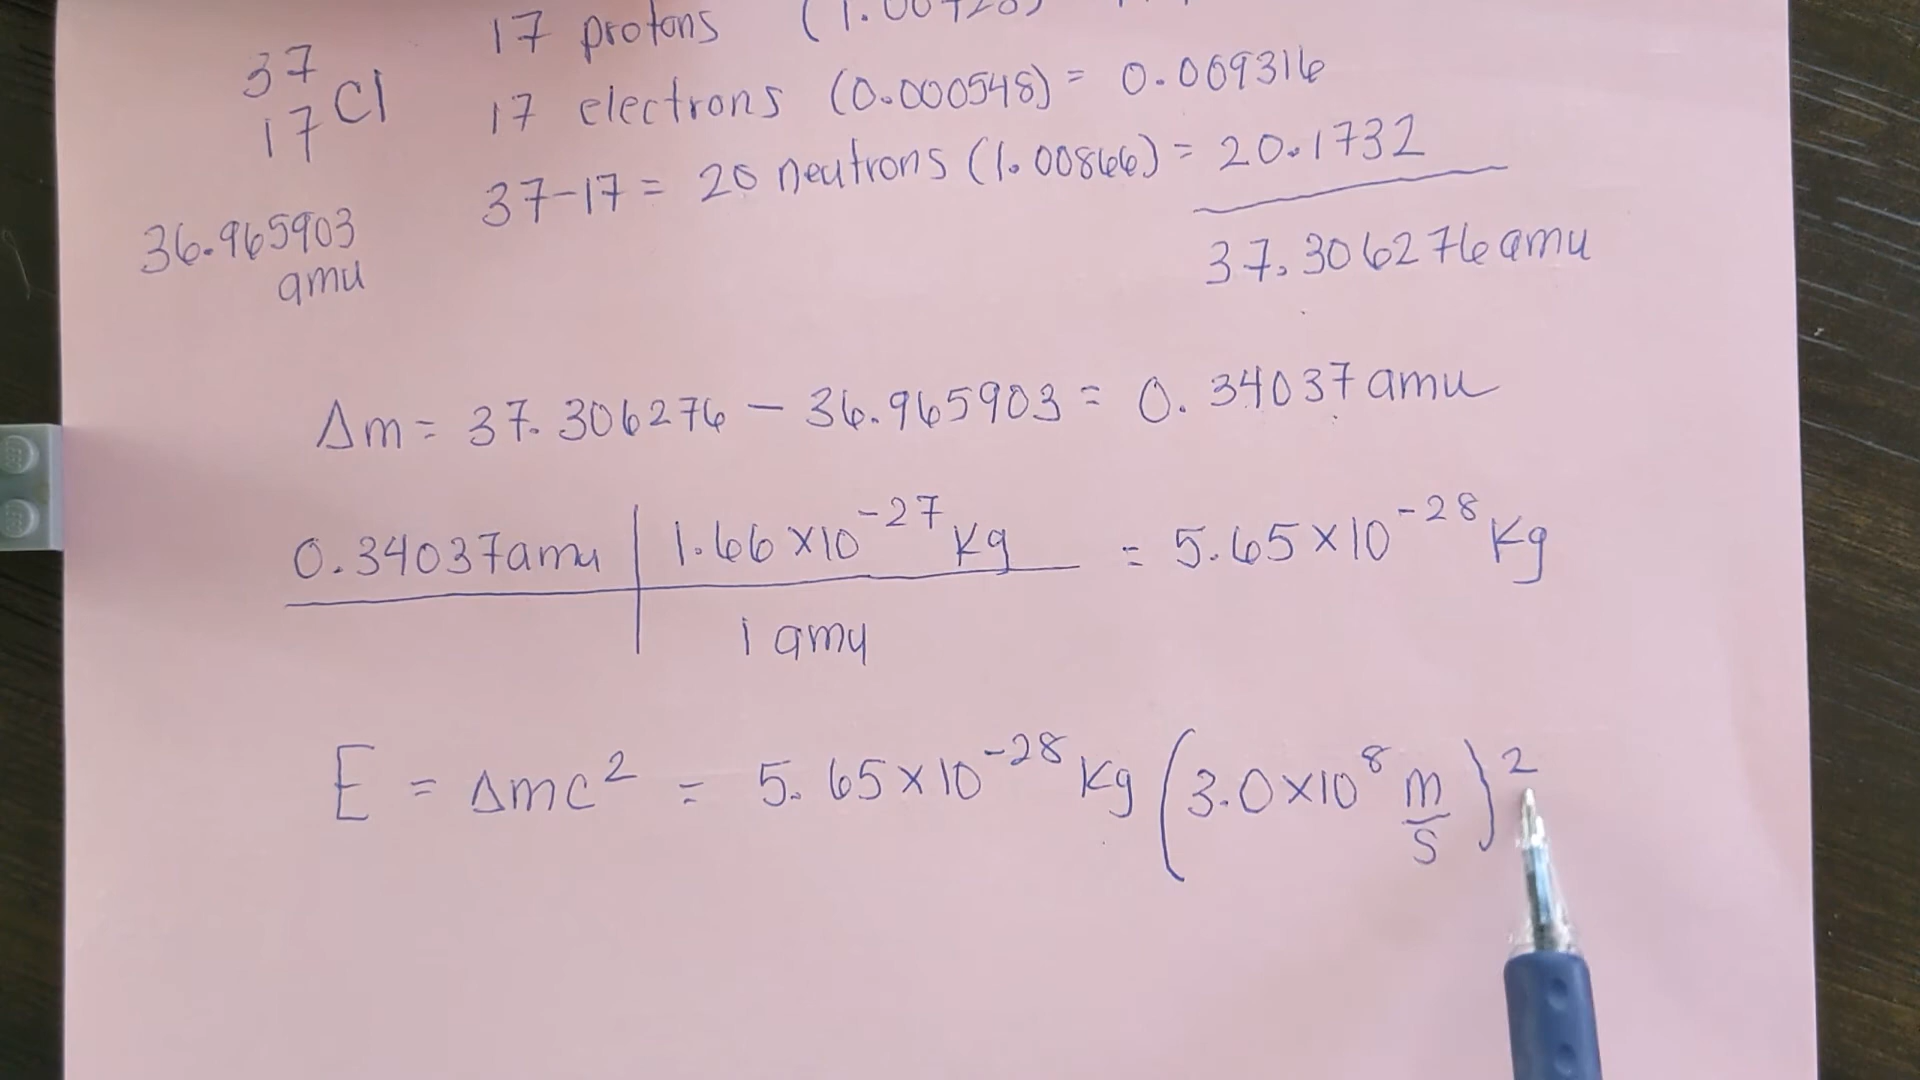 17 protons
37
17 Cl
17 electrons (0.000548) = 0.009316
37-17 = 20 neutrons (1.00866) = 20.1732
36.965903
amu
37.306276 amu
Δm = 37.306276 - 36.965903 = 0.34037 amu
0.34037 amu | 1.66 x 10^-27 Kg = 5.65 x 10^-28 Kg
1 amu
E = Δmc² = 5.65 x 10^-28 Kg (3.0 x 10^8 m/s)²